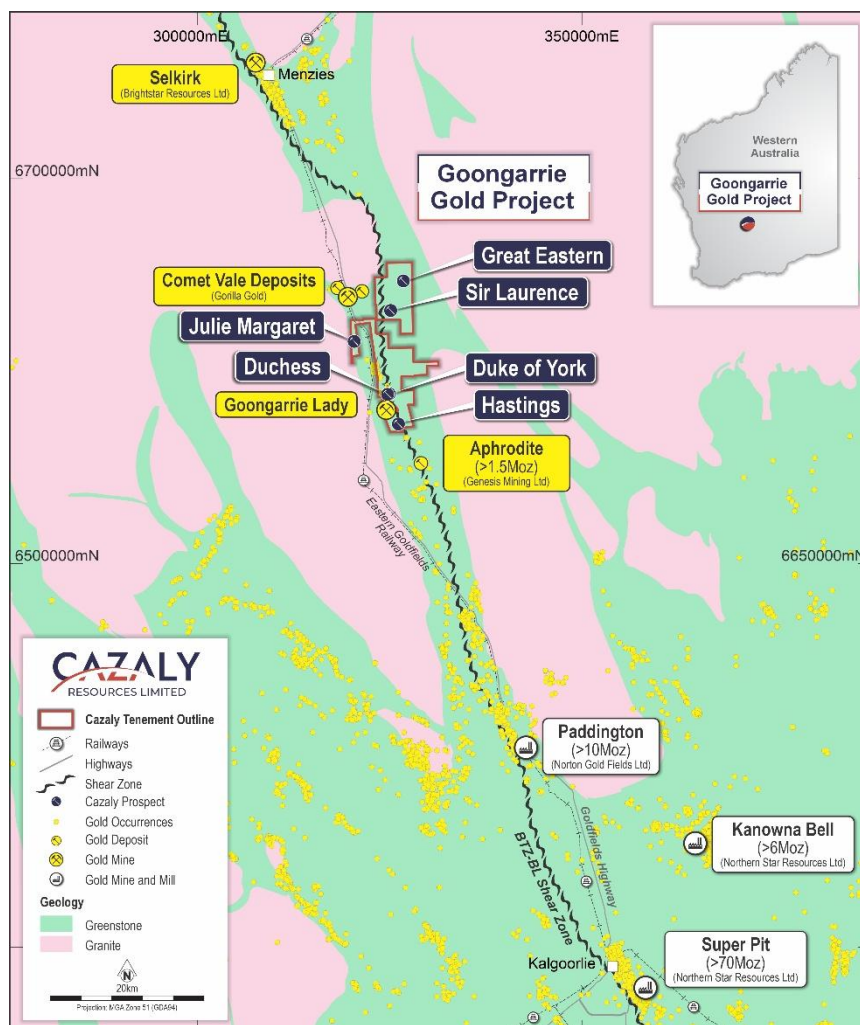 300000mE
350000mE
Selkirk
(Brightstar Resources Ltd)
Menzies
Western
Australia
Goongarrie
Gold Project
6700000mN
Goongarrie
Gold Project
Great Eastern
Comet Vale Deposits
(Gorilla Gold)
Sir Laurence
Julie Margaret
Duchess
Duke of York
Goongarrie Lady
Hastings
Aphrodite
(>1.5Moz)
(Genesis Mining Ltd)
Eastern Goldfields
Railway
6500000mN
6650000mN
CAZALY
RESOURCES LIMITED
Cazaly Tenement Outline
Railways
Highways
Shear Zone
Cazaly Prospect
Gold Occurrences
Gold Deposit
Gold Mine
Gold Mine and Mill
Geology
Greenstone
Granite
N
20km
Projection: MGA Zone 51 (GDA94)
Paddington
(>10Moz)
(Norton Gold Fields Ltd)
Goldfields Highway
BTZ-BL Shear Zone
Kanowna Bell
(>6Moz)
(Northern Star Resources Ltd)
Super Pit
(>70Moz)
(Northern Star Resources Ltd)
Kalgoorlie